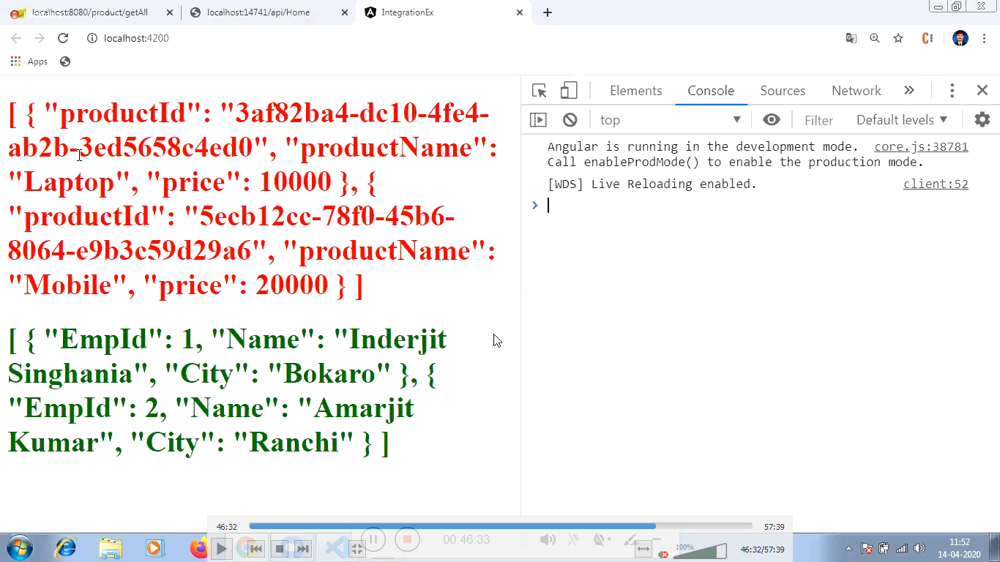 localhost:8080/product/getAll
localhost:14741/api/Home
IntegrationEx
localhost:4200
Apps
[ { "productId": "3af82ba4-dc10-4fe4-
ab2b-3ed5658c4ed0", "productName":
"Laptop", "price": 10000 }, {
"productId": "5ecb12cc-78f0-45b6-
8064-e9b3c59d29a6", "productName":
"Mobile", "price": 20000 } ]
[ { "EmpId": 1, "Name": "Inderjit
Singhania", "City": "Bokaro" }, {
"EmpId": 2, "Name": "Amarjit
Kumar", "City": "Ranchi" } ]
Elements Console Sources Network
top Filter Default levels
Angular is running in the development mode. core.js:38781
Call enableProdMode() to enable the production mode.
[WDS] Live Reloading enabled. client:52
46:32 57:39
00:46:33
100%
46:32/57:39
11:52
14-04-2020